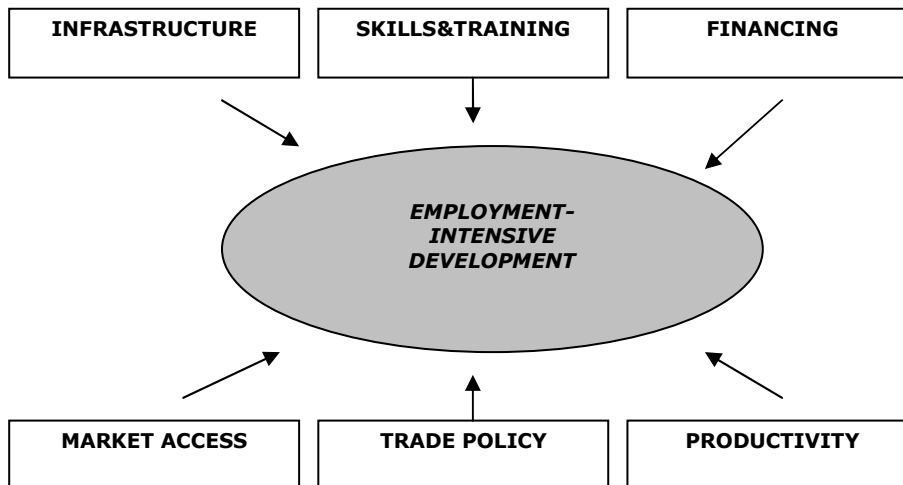 INFRASTRUCTURE
SKILLS&TRAINING
FINANCING
EMPLOYMENT-
INTENSIVE
DEVELOPMENT
MARKET ACCESS
TRADE POLICY
PRODUCTIVITY